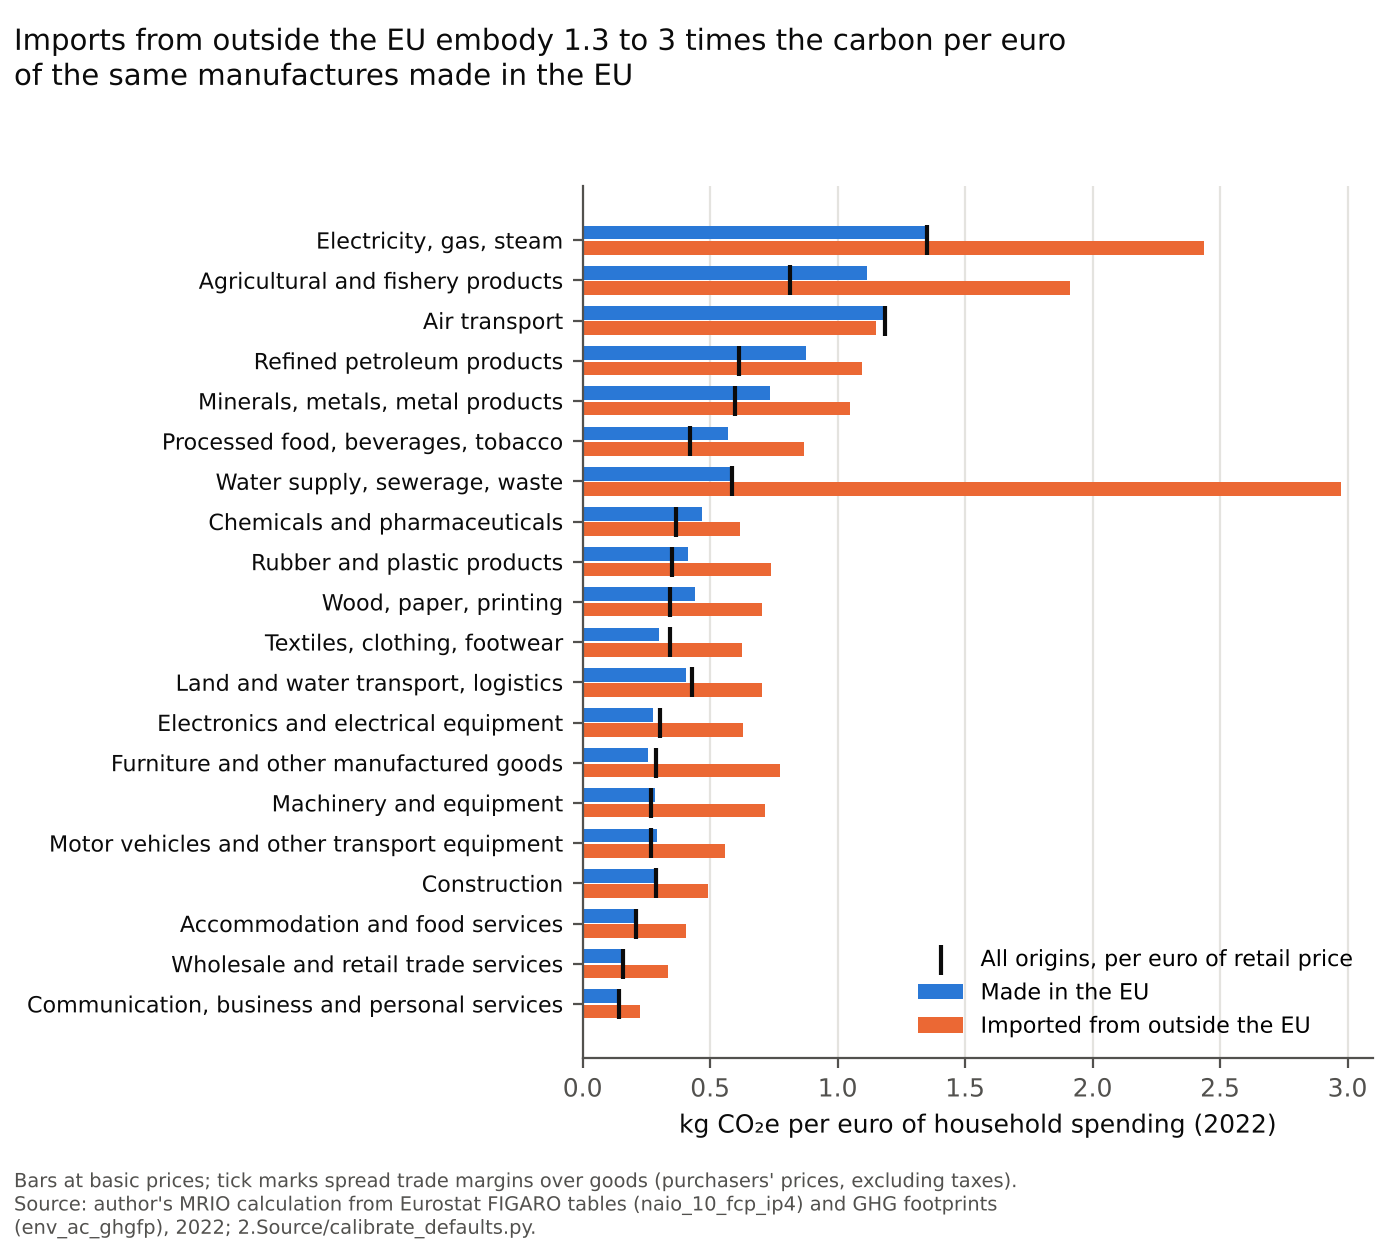 Imports from outside the EU embody 1.3 to 3 times the carbon per euro
of the same manufactures made in the EU
Electricity, gas, steam
Agricultural and fishery products
Air transport
Refined petroleum products
Minerals, metals, metal products
Processed food, beverages, tobacco
Water supply, sewerage, waste
Chemicals and pharmaceuticals
Rubber and plastic products
Wood, paper, printing
Textiles, clothing, footwear
Land and water transport, logistics
Electronics and electrical equipment
Furniture and other manufactured goods
Machinery and equipment
Motor vehicles and other transport equipment
Construction
Accommodation and food services
Wholesale and retail trade services
Communication, business and personal services
All origins, per euro of retail price
Made in the EU
Imported from outside the EU
0.0 0.5 1.0 1.5 2.0 2.5 3.0
kg CO₂e per euro of household spending (2022)
Bars at basic prices; tick marks spread trade margins over goods (purchasers' prices, excluding taxes).
Source: author's MRIO calculation from Eurostat FIGARO tables (naio_10_fcp_ip4) and GHG footprints
(env_ac_ghgfp), 2022; 2.Source/calibrate_defaults.py.